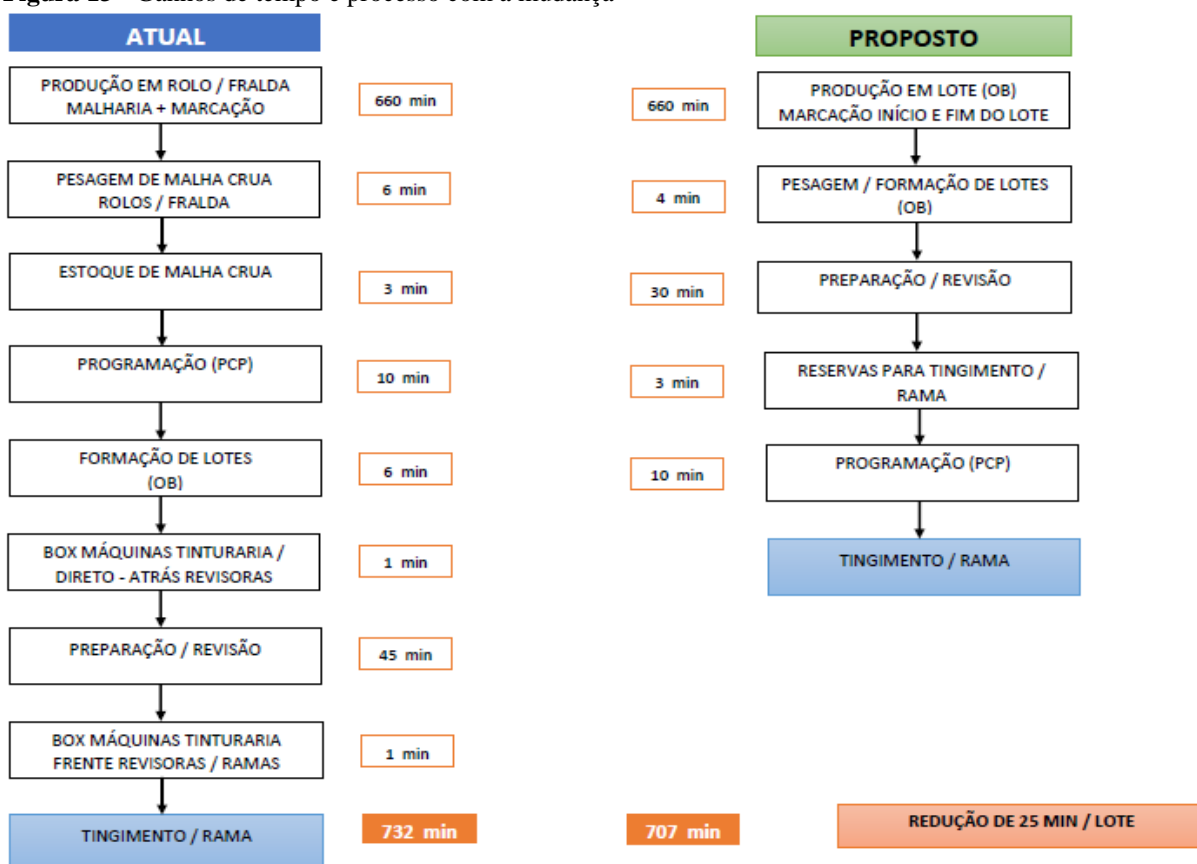 ATUAL
PRODUÇÃO EM ROLO / FRALDA
MALHARIA + MARCAÇÃO
660 min
PESAGEM DE MALHA CRUA
ROLOS / FRALDA
6 min
ESTOQUE DE MALHA CRUA
3 min
PROGRAMAÇÃO (PCP)
10 min
FORMAÇÃO DE LOTES
(OB)
6 min
BOX MÁQUINAS TINTURARIA /
DIRETO - ATRÁS REVISORAS
1 min
PREPARAÇÃO / REVISÃO
45 min
BOX MÁQUINAS TINTURARIA
FRENTE REVISORAS / RAMAS
1 min
TINGIMENTO / RAMA
732 min
PROPOSTO
660 min
PRODUÇÃO EM LOTE (OB)
MARCAÇÃO INÍCIO E FIM DO LOTE
4 min
PESAGEM / FORMAÇÃO DE LOTES
(OB)
30 min
PREPARAÇÃO / REVISÃO
3 min
RESERVAS PARA TINGIMENTO /
RAMA
10 min
PROGRAMAÇÃO (PCP)
TINGIMENTO / RAMA
707 min
REDUÇÃO DE 25 MIN / LOTE